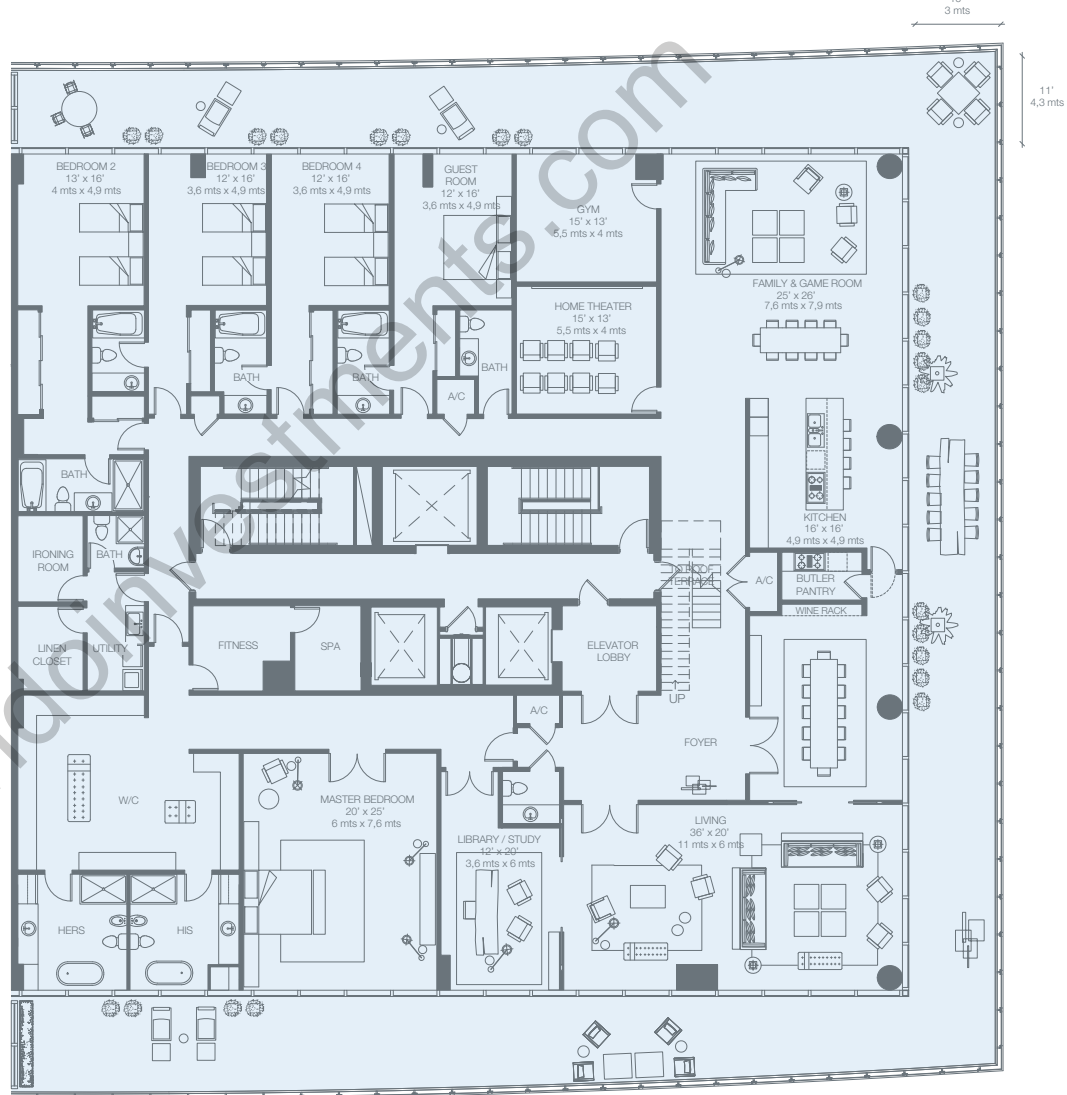 3 mts
11'
4,3 mts
BEDROOM 2
13' x 16'
4 mts x 4,9 mts
BEDROOM 3
12' x 16'
3,6 mts x 4,9 mts
BEDROOM 4
12' x 16'
3,6 mts x 4,9 mts
GUEST
ROOM
12' x 16'
3,6 mts x 4,9 mts
GYM
15' x 13'
5,5 mts x 4 mts
FAMILY & GAME ROOM
25' x 26'
7,6 mts x 7,9 mts
HOME THEATER
15' x 13'
5,5 mts x 4 mts
BATH
BATH
BATH
A/C
BATH
KITCHEN
16' x 16'
4,9 mts x 4,9 mts
IRONING
ROOM
BATH
TO ROOF
TERRACE
A/C
BUTLER
PANTRY
WINE RACK
LINEN
CLOSET
UTILITY
FITNESS
SPA
ELEVATOR
LOBBY
UP
A/C
FOYER
W/C
MASTER BEDROOM
20' x 25'
6 mts x 7,6 mts
LIBRARY / STUDY
12' x 20'
3,6 mts x 6 mts
LIVING
36' x 20'
11 mts x 6 mts
HERS
HIS
doinvestments.com